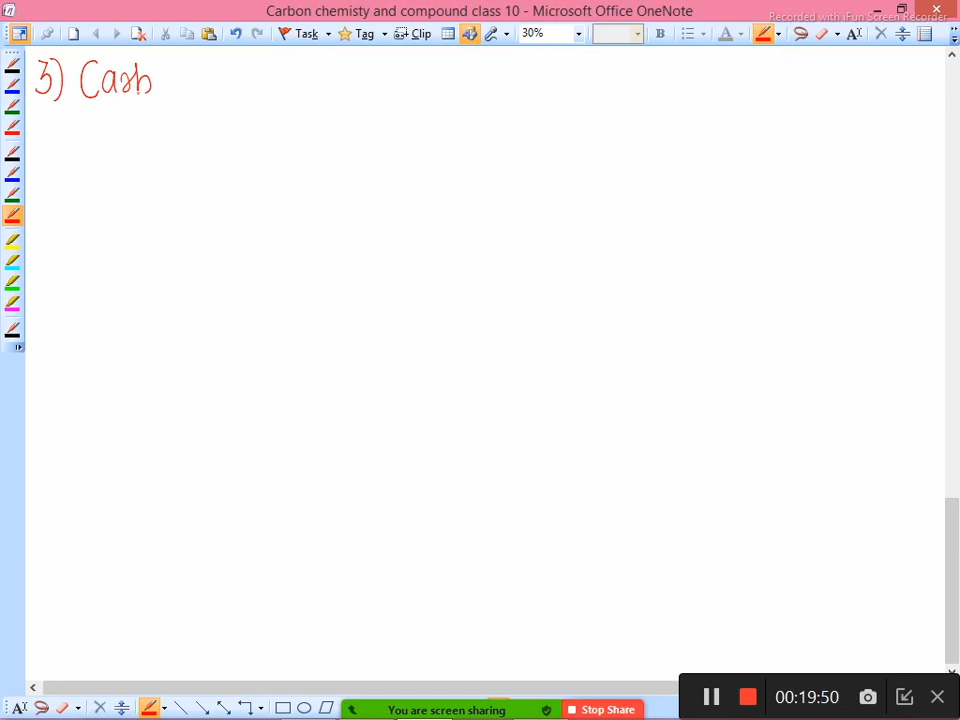 Carbon chemisty and compound class 10 - Microsoft Office OneNote
Recorded with iFun Screen Recorder
Task Tag Clip 30% B A A
3) Carb
A You are screen sharing Stop Share 00:19:50